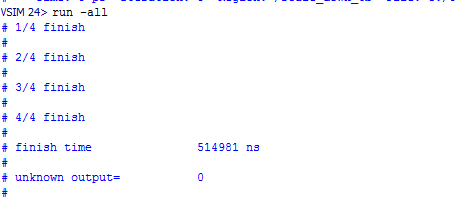 VSIM 24> run -all
# 1/4 finish
#
# 2/4 finish
#
# 3/4 finish
#
# 4/4 finish
#
# finish time 514981 ns
#
# unknown output= 0
#